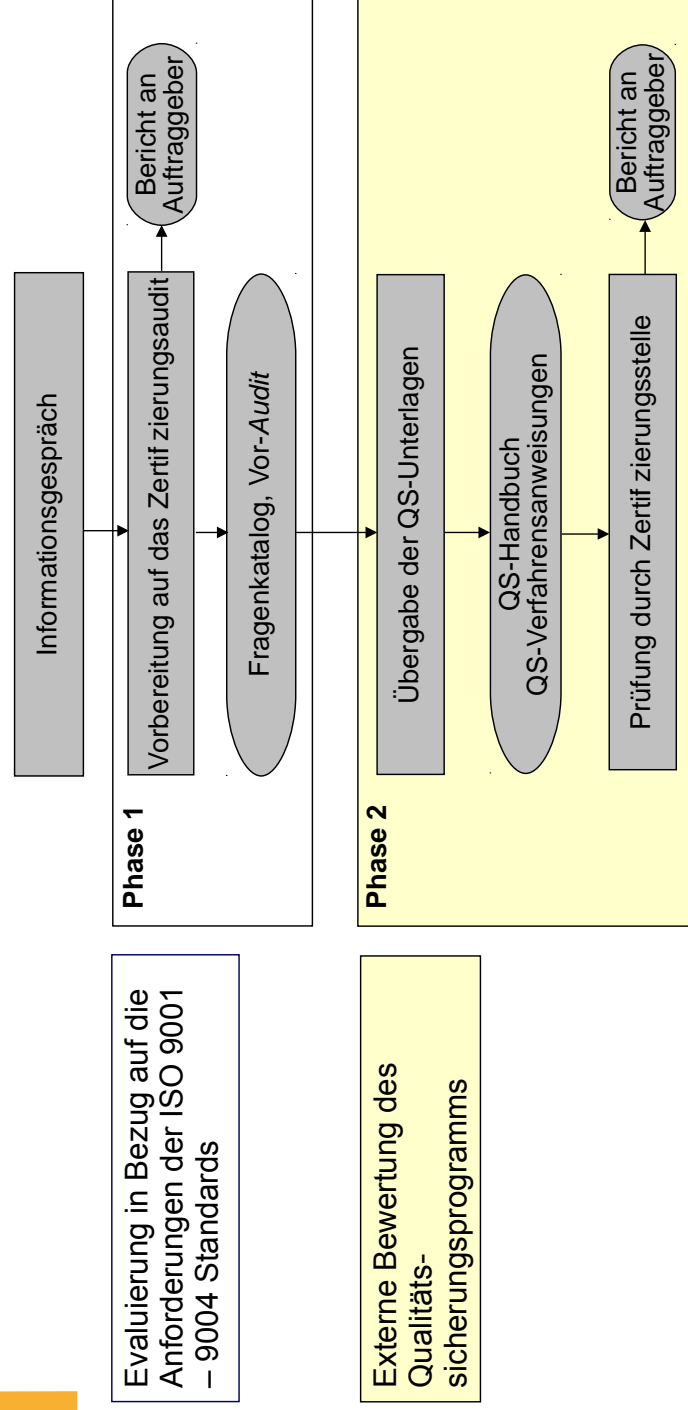 Informationsgespräch
Evaluierung in Bezug auf die
Anforderungen der ISO 9001
– 9004 Standards
Phase 1
Vorbereitung auf das Zertif zierungsaudit
Bericht an
Auftraggeber
Fragenkatalog, Vor-Audit
Externe Bewertung des
Qualitäts-
sicherungsprogramms
Phase 2
Übergabe der QS-Unterlagen
QS-Handbuch
QS-Verfahrensanweisungen
Prüfung durch Zertif zierungsstelle
Bericht an
Auftraggeber